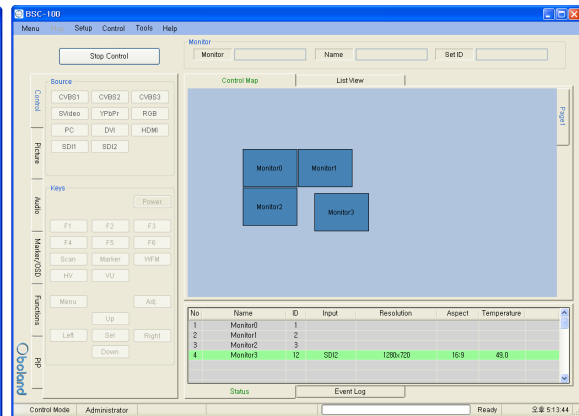 BSC-100
Menu Map Setup Control Tools Help
Stop Control
Monitor
Monitor Name Set ID
Control Map List View
Page1
Control
Picture
Audio
Marker/OSD
Functions
PIP
Source
CVBS1 CVBS2 CVBS3
SVideo YPbPr RGB
PC DVI HDMI
SDI1 SDI2
Keys
Power
F1 F2 F3
F4 F5 F6
Scan Marker WFM
HV VU
Menu Adj.
Up
Left Sel Right
Down
Monitor0 Monitor1
Monitor2 Monitor3
No Name ID Input Resolution Aspect Temperature
1 Monitor0 1
2 Monitor1 2
3 Monitor2 3
4 Monitor3 12 SDI2 1280x720 16:9 49,0
Status Event Log
boland
Control Mode Administrator Ready 오후 5:13:44